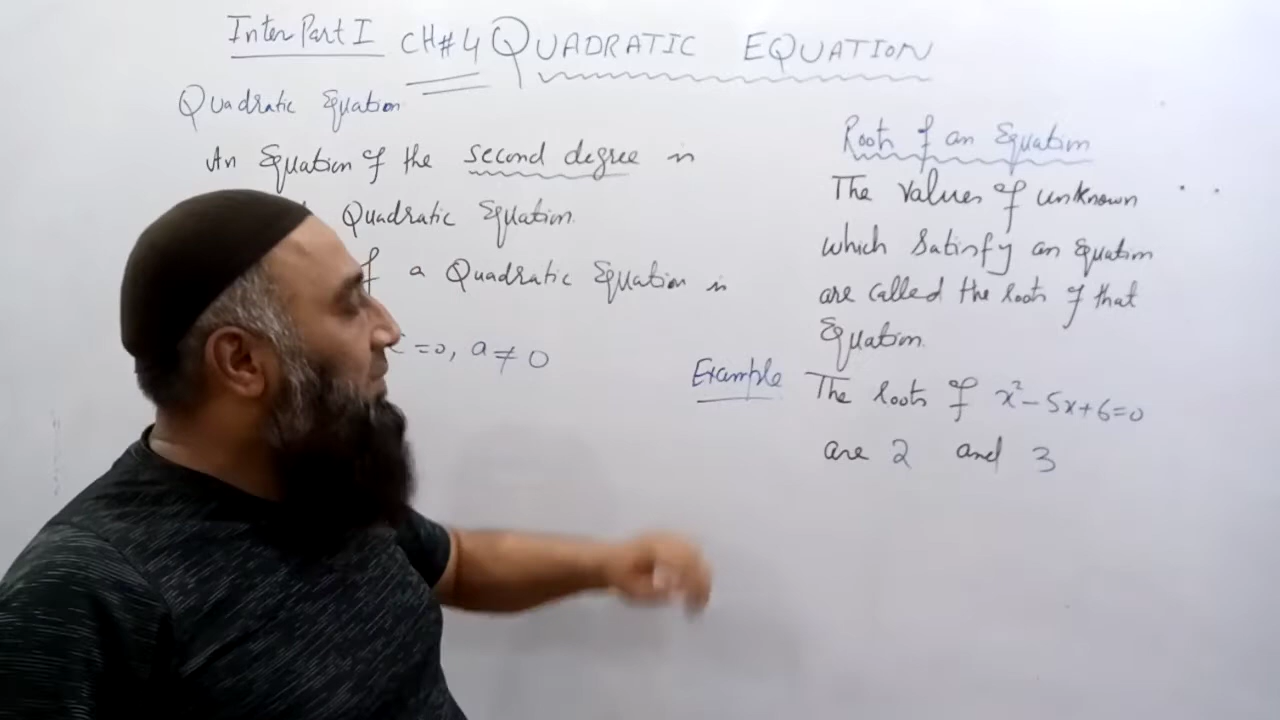 Inter Part I CH#4 QUADRATIC EQUATION
Quadratic Equation
An Equation of the second degree is
Quadratic Equation.
of a Quadratic Equation is
=0, a ≠ 0
Roots of an Equation
The values of unknown
which satisfy an Equation
are called the roots of that
Equation.
Example The roots of x²-5x+6=0
are 2 and 3